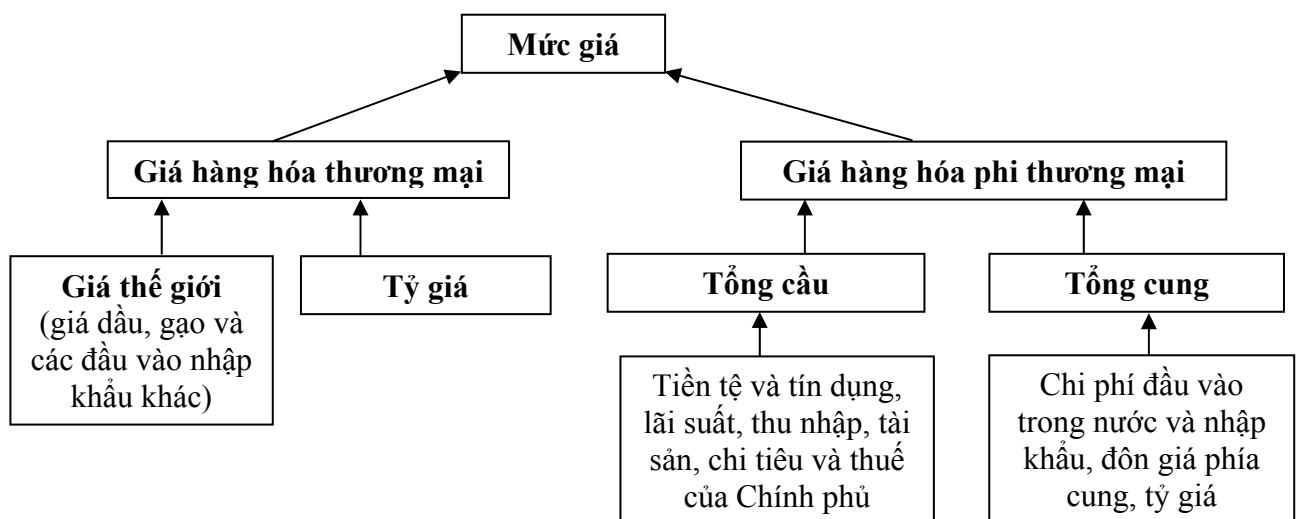 Mức giá
Giá hàng hóa thương mại
Giá hàng hóa phi thương mại
Giá thế giới
(giá dầu, gạo và
các đầu vào nhập
khẩu khác)
Tỷ giá
Tổng cầu
Tổng cung
Tiền tệ và tín dụng,
lãi suất, thu nhập, tài
sản, chi tiêu và thuế
của Chính phủ
Chi phí đầu vào
trong nước và nhập
khẩu, đôn giá phía
cung, tỷ giá